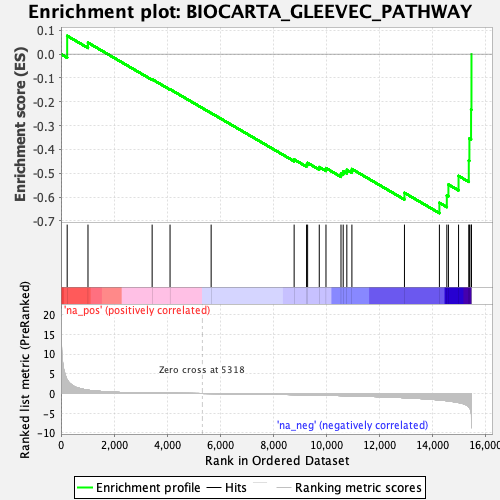 Enrichment plot: BIOCARTA_GLEEVEC_PATHWAY
Enrichment score (ES)
0.1
0.0
-0.1
-0.2
-0.3
-0.4
-0.5
-0.6
-0.7
'na_pos' (positively correlated)
Ranked list metric (PreRanked)
20
15
10
5
0
-5
-10
Zero cross at 5318
'na_neg' (negatively correlated)
0 2,000 4,000 6,000 8,000 10,000 12,000 14,000 16,000
Rank in Ordered Dataset
Enrichment profile Hits Ranking metric scores